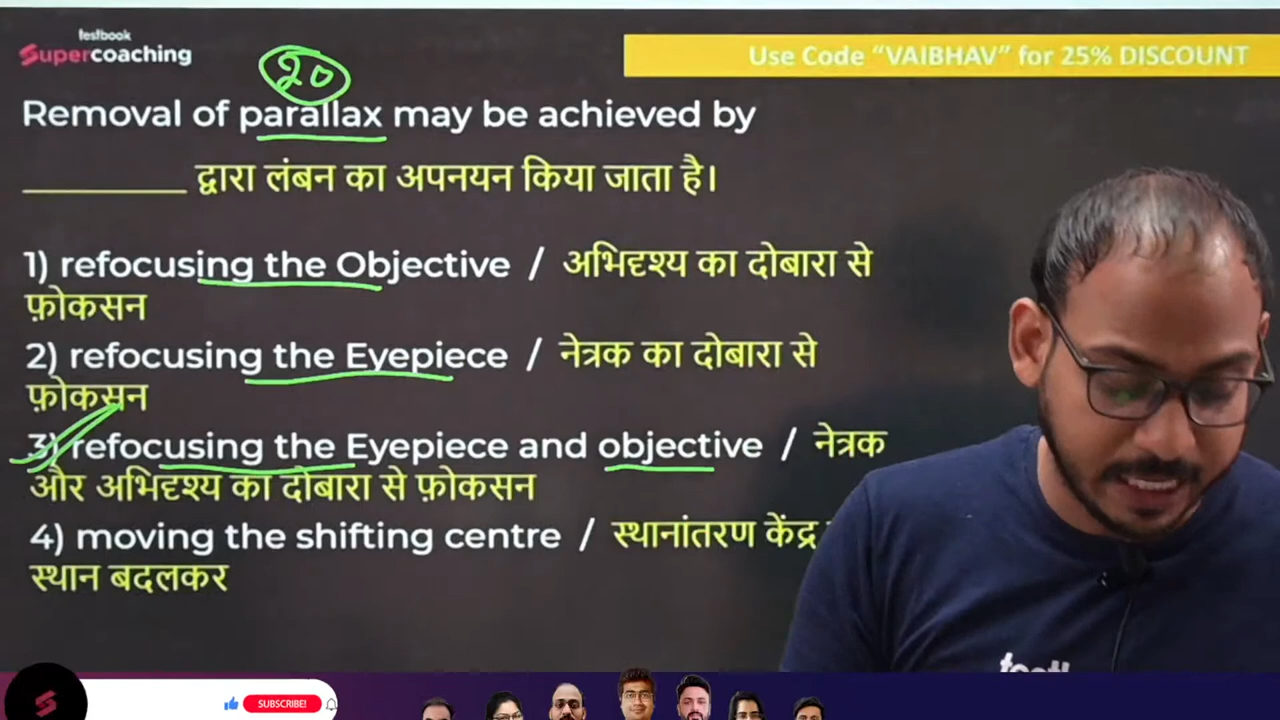 testbook
Supercoaching
Use Code “VAIBHAV” for 25% DISCOUNT
20
Removal of parallax may be achieved by
________ द्वारा लंबन का अपनयन किया जाता है।
1) refocusing the Objective / अभिदृश्य का दोबारा से
फ़ोकसन
2) refocusing the Eyepiece / नेत्रक का दोबारा से
फ़ोकसन
3) refocusing the Eyepiece and objective / नेत्रक
और अभिदृश्य का दोबारा से फ़ोकसन
4) moving the shifting centre / स्थानांतरण केंद्र
स्थान बदलकर
SUBSCRIBE!